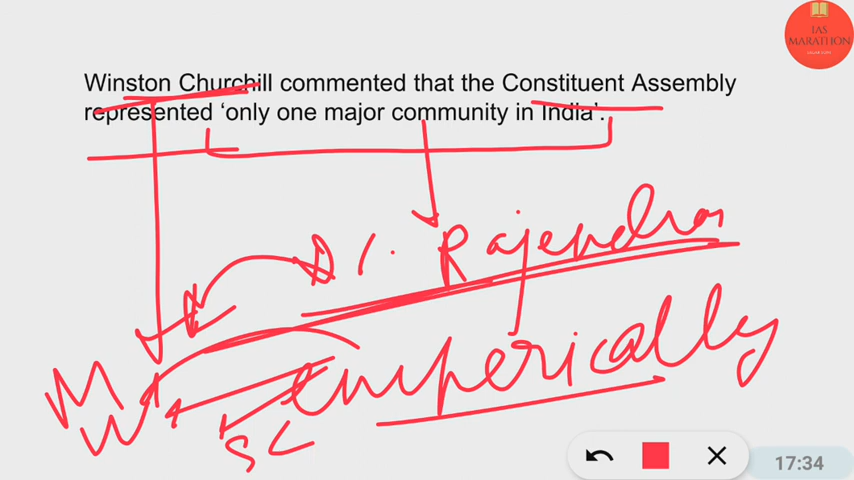 IAS
MARATHON
Winston Churchill commented that the Constituent Assembly
represented ‘only one major community in India’.
Dr. Rajendra
emperically
M
W
SC
17:34